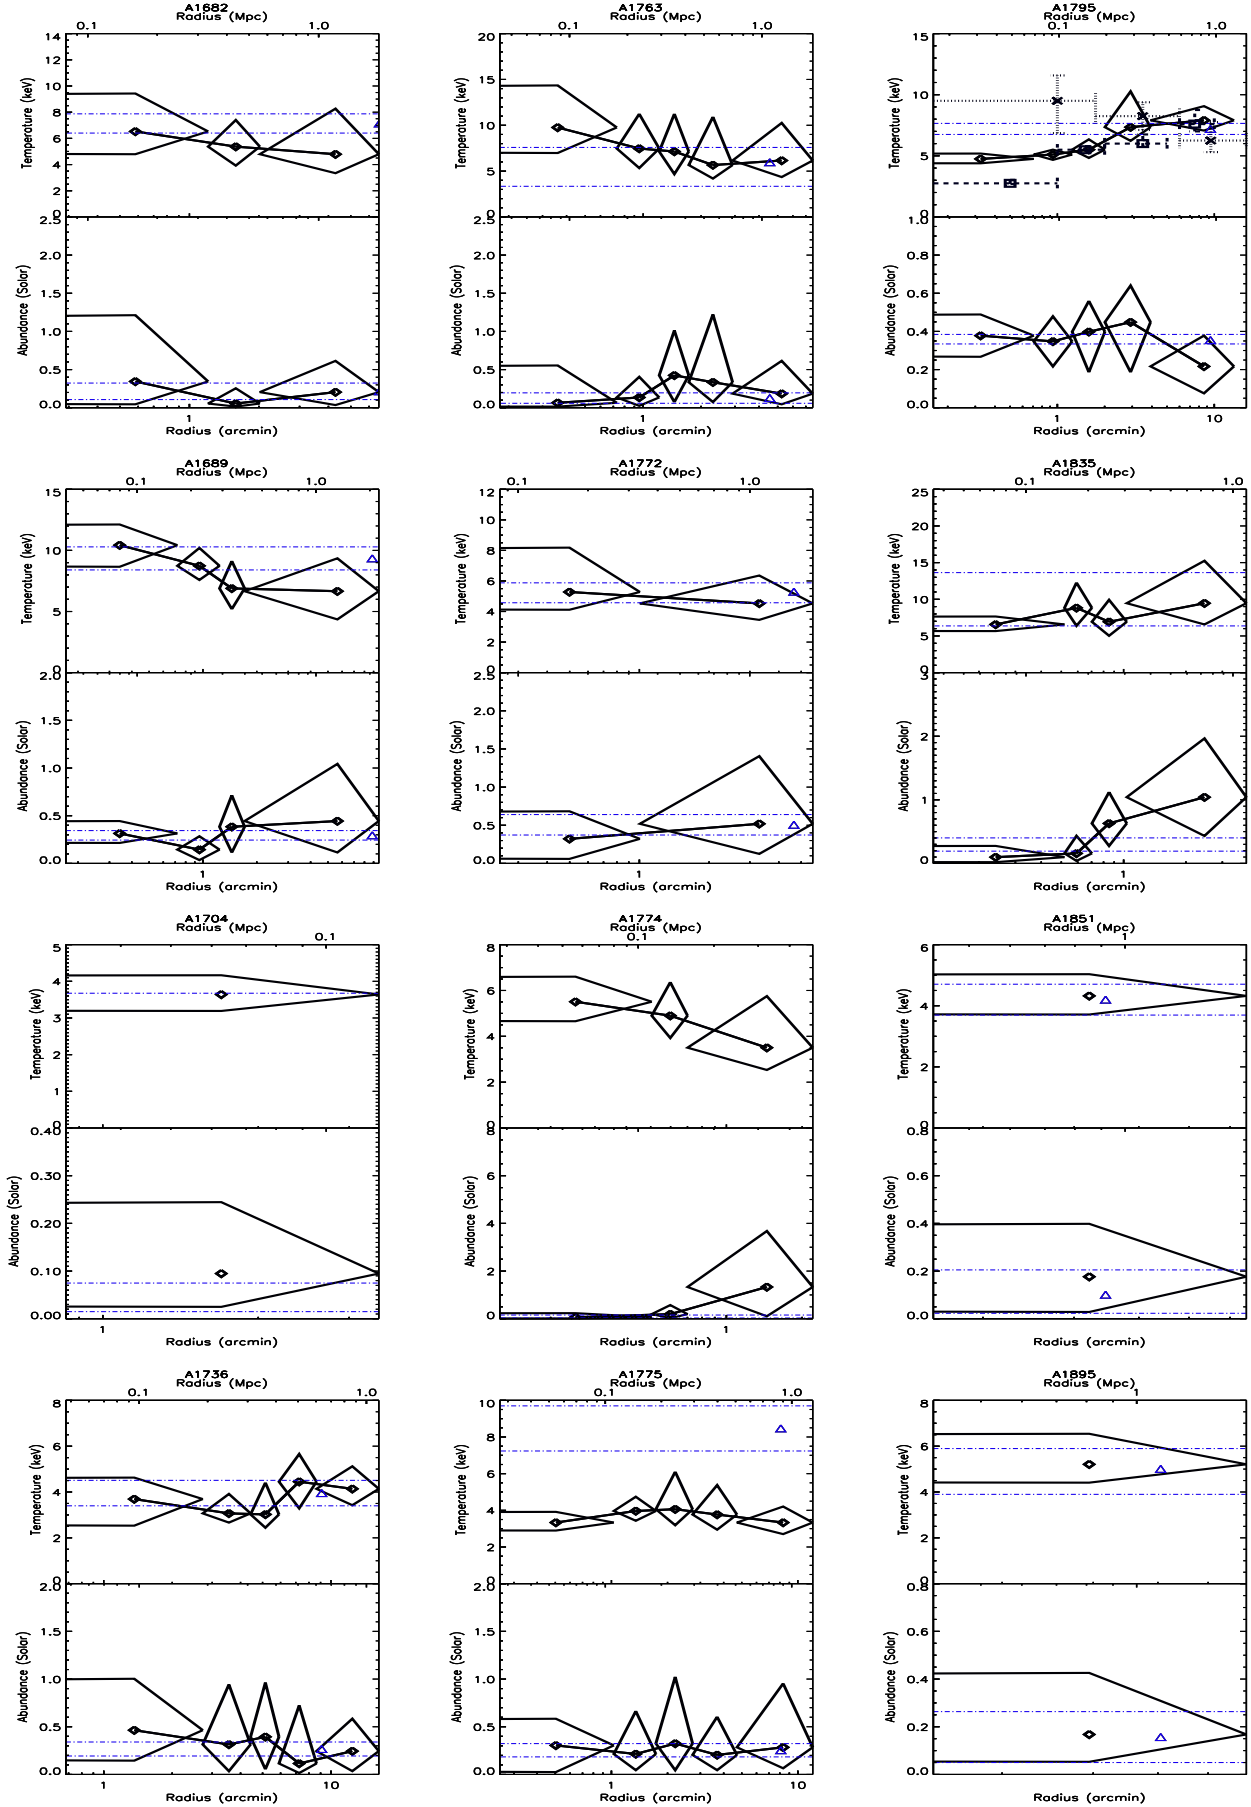 A1682
Radius (Mpc)
0.1 1.0
Temperature (keV)
14
12
10
8
6
4
2
0
Abundance (Solar)
2.5
2.0
1.5
1.0
0.5
0.0
1
Radius (arcmin)
A1763
Radius (Mpc)
0.1 1.0
Temperature (keV)
20
15
10
5
0
Abundance (Solar)
2.5
2.0
1.5
1.0
0.5
0.0
1
Radius (arcmin)
A1795
Radius (Mpc)
0.1 1.0
Temperature (keV)
15
10
5
0
Abundance (Solar)
1.0
0.8
0.6
0.4
0.2
0.0
1 10
Radius (arcmin)
A1689
Radius (Mpc)
0.1 1.0
Temperature (keV)
15
10
5
0
Abundance (Solar)
2.0
1.5
1.0
0.5
0.0
1
Radius (arcmin)
A1772
Radius (Mpc)
0.1 1.0
Temperature (keV)
12
10
8
6
4
2
0
Abundance (Solar)
2.5
2.0
1.5
1.0
0.5
0.0
1
Radius (arcmin)
A1835
Radius (Mpc)
0.1 1.0
Temperature (keV)
25
20
15
10
5
0
Abundance (Solar)
3
2
1
0
1
Radius (arcmin)
A1704
Radius (Mpc)
0.1
Temperature (keV)
5
4
3
2
1
0
Abundance (Solar)
0.40
0.30
0.20
0.10
0.00
1
Radius (arcmin)
A1774
Radius (Mpc)
0.1
Temperature (keV)
8
6
4
2
0
Abundance (Solar)
8
6
4
2
0
1
Radius (arcmin)
A1851
Radius (Mpc)
1
Temperature (keV)
6
4
2
0
Abundance (Solar)
0.8
0.6
0.4
0.2
0.0
Radius (arcmin)
A1736
Radius (Mpc)
0.1 1.0
Temperature (keV)
8
6
4
2
0
Abundance (Solar)
2.0
1.5
1.0
0.5
0.0
1 10
Radius (arcmin)
A1775
Radius (Mpc)
0.1 1.0
Temperature (keV)
10
8
6
4
2
0
Abundance (Solar)
2.0
1.5
1.0
0.5
0.0
1 10
Radius (arcmin)
A1895
Radius (Mpc)
1
Temperature (keV)
8
6
4
2
0
Abundance (Solar)
0.8
0.6
0.4
0.2
0.0
Radius (arcmin)